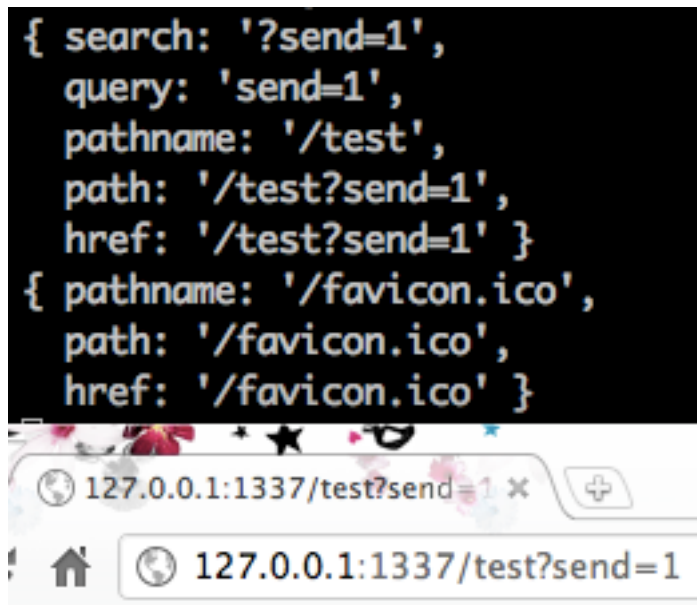 { search: '?send=1',
  query: 'send=1',
  pathname: '/test',
  path: '/test?send=1',
  href: '/test?send=1' }
{ pathname: '/favicon.ico',
  path: '/favicon.ico',
  href: '/favicon.ico' }
127.0.0.1:1337/test?send=1
127.0.0.1:1337/test?send=1